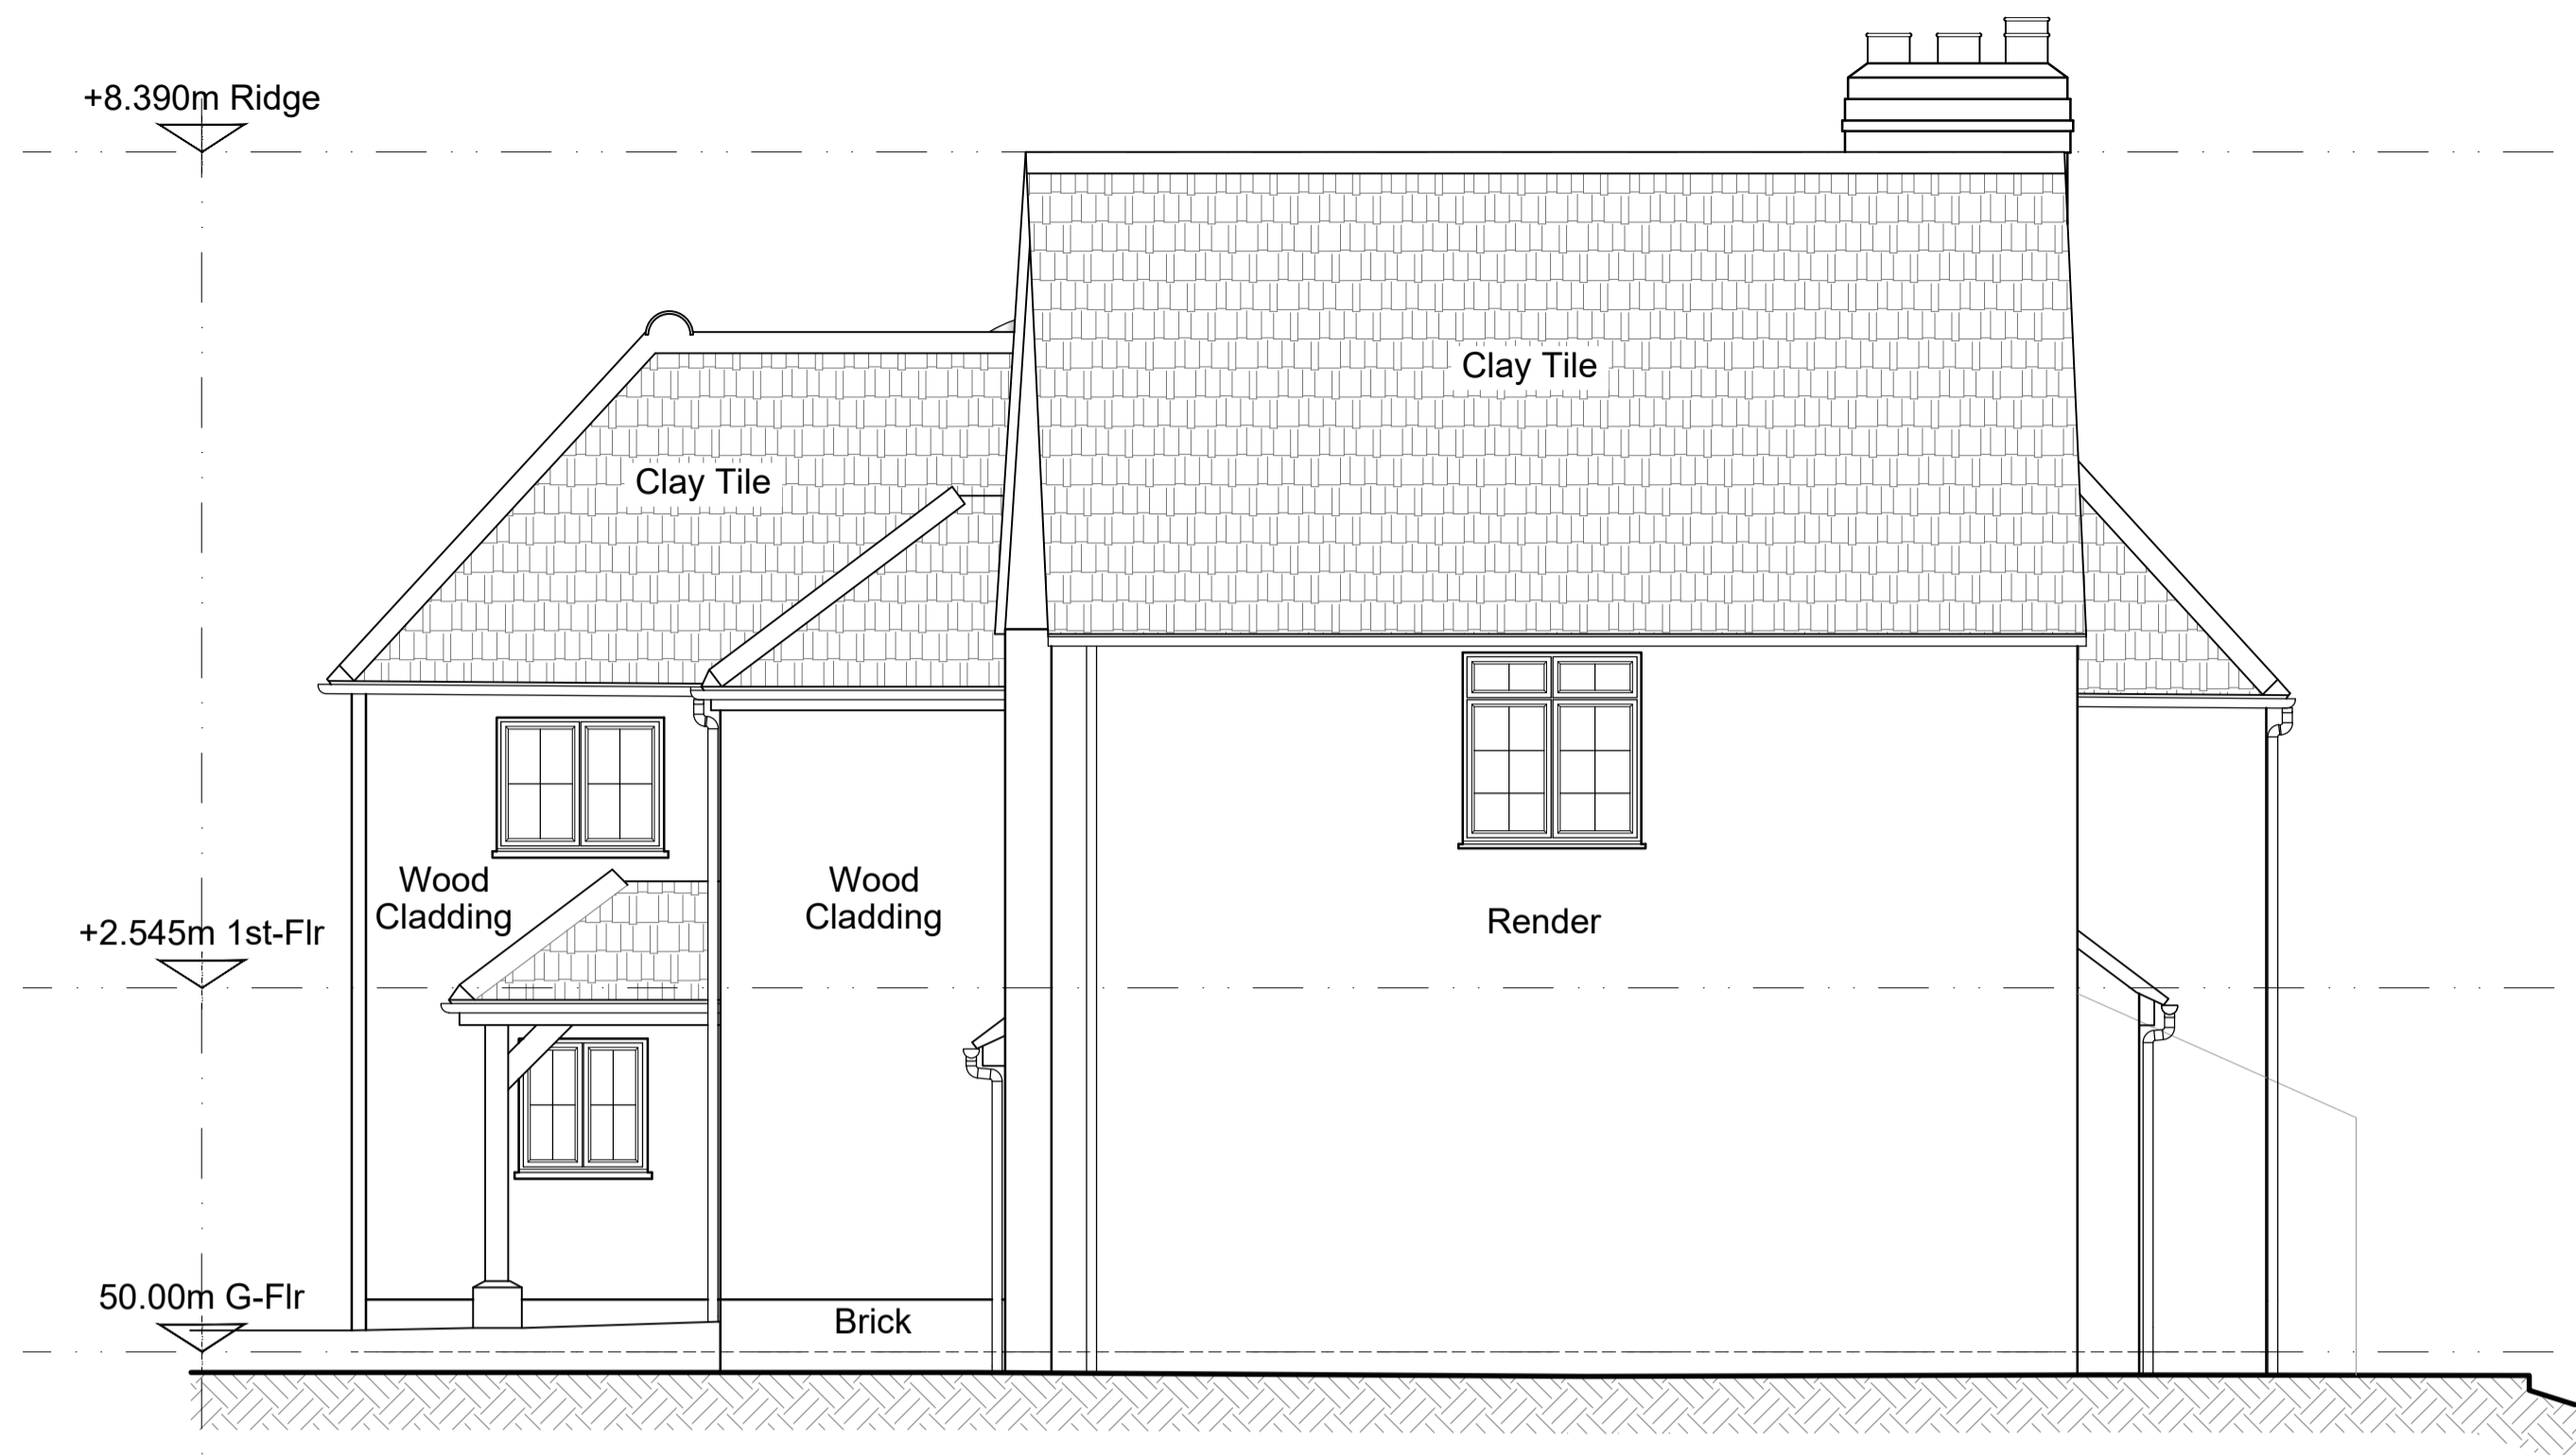 +8.390m Ridge
Clay Tile
Clay Tile
Wood
Cladding
Wood
Cladding
Render
+2.545m 1st-Flr
50.00m G-Flr
Brick